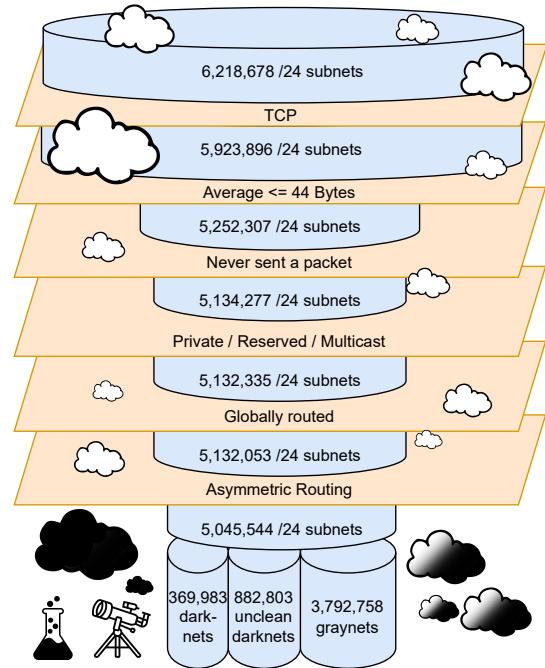 6,218,678 /24 subnets
TCP
5,923,896 /24 subnets
Average <= 44 Bytes
5,252,307 /24 subnets
Never sent a packet
5,134,277 /24 subnets
Private / Reserved / Multicast
5,132,335 /24 subnets
Globally routed
5,132,053 /24 subnets
Asymmetric Routing
5,045,544 /24 subnets
369,983
dark-
nets
882,803
unclean
darknets
3,792,758
graynets